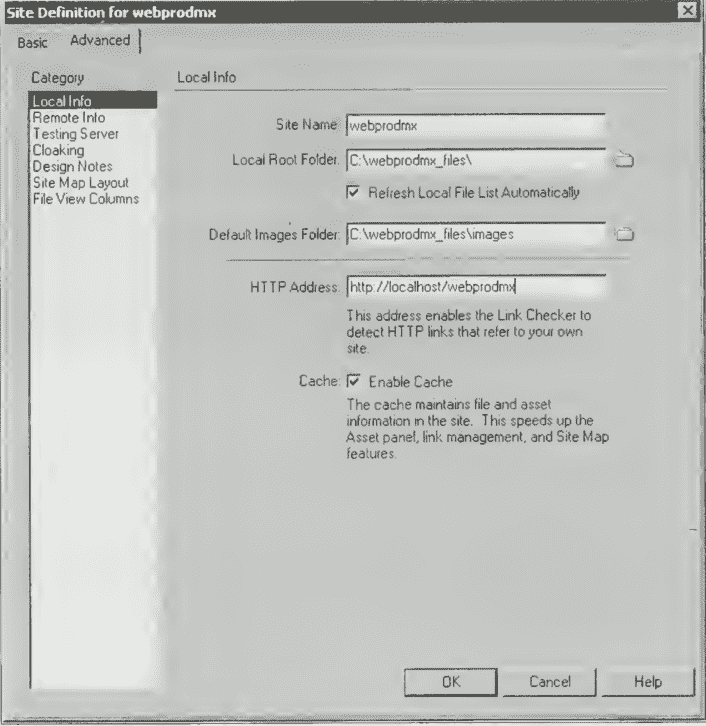 Site Definition for webprodmx
Basic Advanced
Category
Local Info
Remote Info
Testing Server
Cloaking
Design Notes
Site Map Layout
File View Columns
Local Info
Site Name: webprodmx
Local Root Folder: C:\webprodmx_files\
Refresh Local File List Automatically
Default Images Folder: C:\webprodmx_files\images
HTTP Address: http://localhost/webprodmx
This address enables the Link Checker to
detect HTTP links that refer to your own
site.
Cache: Enable Cache
The cache maintains file and asset
information in the site. This speeds up the
Asset panel, link management, and Site Map
features.
OK Cancel Help